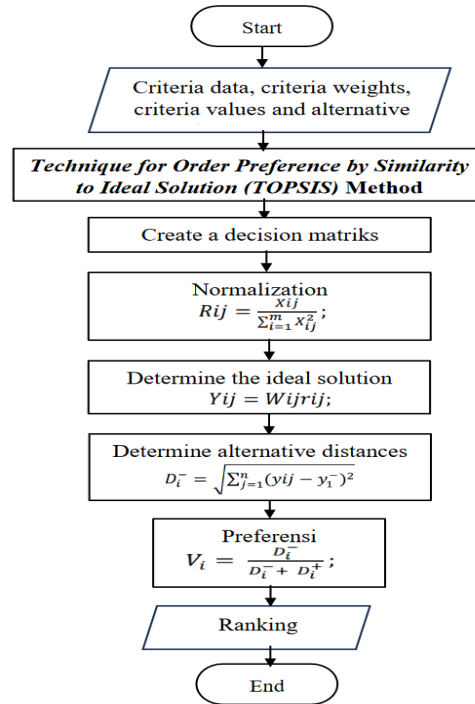 Start
Criteria data, criteria weights,
criteria values and alternative
Technique for Order Preference by Similarity
to Ideal Solution (TOPSIS) Method
Create a decision matriks
Normalization
Rij = Xij / Σ_{i=1}^{m} X_{ij}^{2};
Determine the ideal solution
Yij = Wijrij;
Determine alternative distances
D_i^- = √(Σ_{j=1}^{n} (yij − y_1^-)^2)
Preferensi
V_i = D_i^- / (D_i^- + D_i^+);
Ranking
End